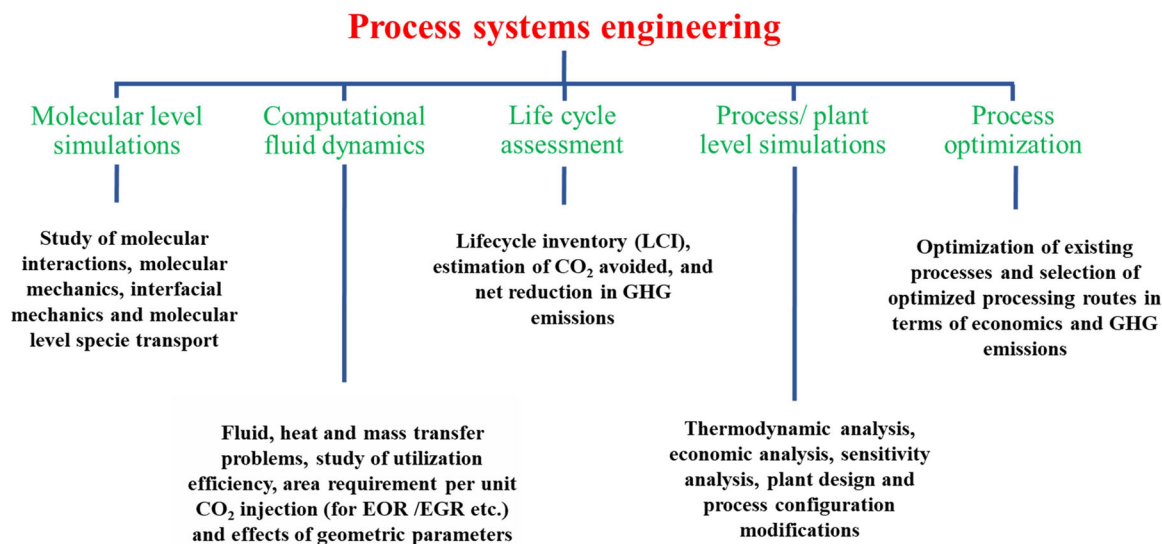 Process systems engineering
Molecular level
simulations
Computational
fluid dynamics
Life cycle
assessment
Process/ plant
level simulations
Process
optimization
Study of molecular
interactions, molecular
mechanics, interfacial
mechanics and molecular
level specie transport
Lifecycle inventory (LCI),
estimation of CO₂ avoided, and
net reduction in GHG
emissions
Optimization of existing
processes and selection of
optimized processing routes in
terms of economics and GHG
emissions
Fluid, heat and mass transfer
problems, study of utilization
efficiency, area requirement per unit
CO₂ injection (for EOR /EGR etc.)
and effects of geometric parameters
Thermodynamic analysis,
economic analysis, sensitivity
analysis, plant design and
process configuration
modifications